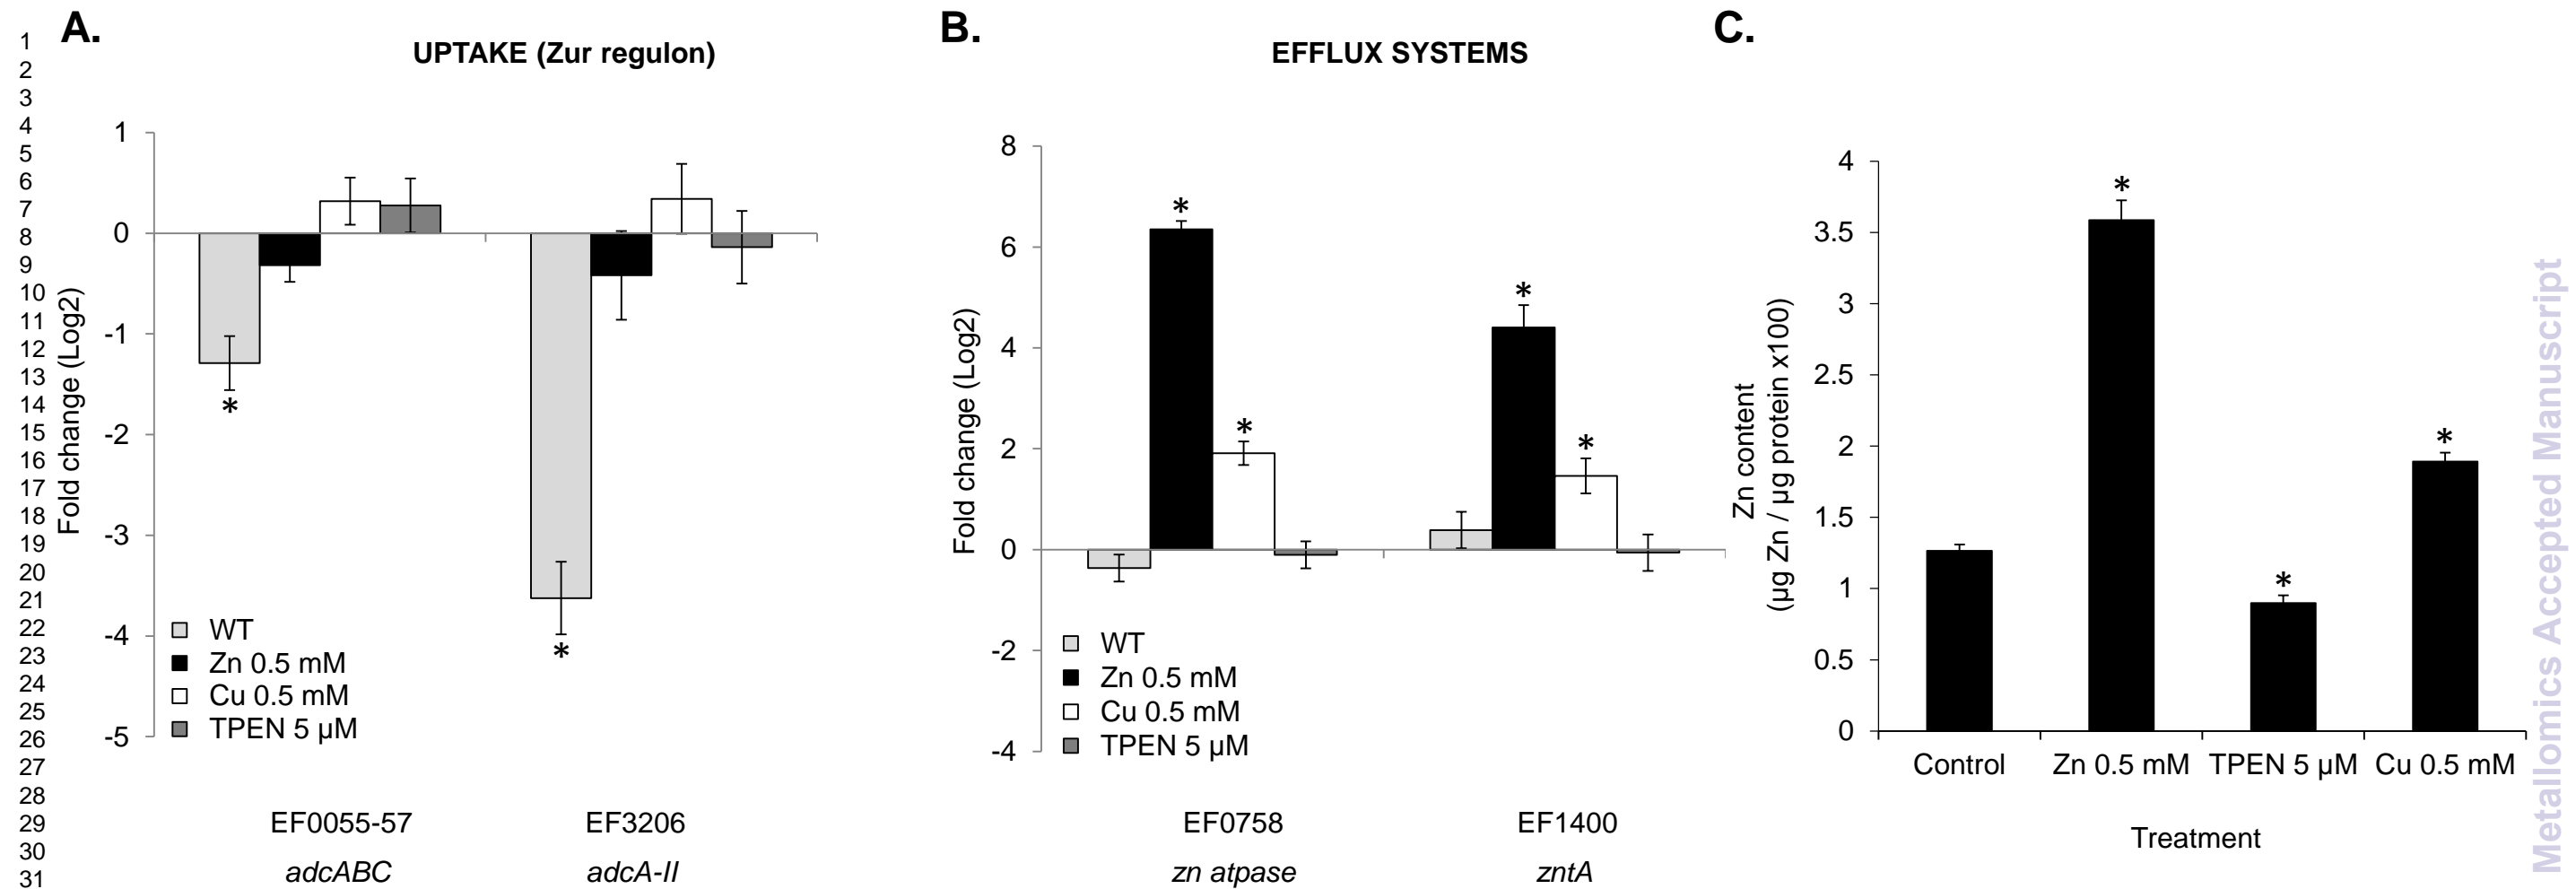 1
2
3
4
5
6
7
8
9
10
11
12
13
14
15
16
17
18
19
20
21
22
23
24
25
26
27
28
29
30
31
A.
UPTAKE (Zur regulon)
Fold change (Log2)
1
0
-1
-2
-3
-4
-5
*
*
WT
Zn 0.5 mM
Cu 0.5 mM
TPEN 5 µM
EF0055-57
EF3206
adcABC
adcA-II
B.
EFFLUX SYSTEMS
Fold change (Log2)
8
6
4
2
0
-2
-4
*
*
*
*
WT
Zn 0.5 mM
Cu 0.5 mM
TPEN 5 µM
EF0758
EF1400
zn atpase
zntA
C.
Zn content
(µg Zn / µg protein x100)
4
3.5
3
2.5
2
1.5
1
0.5
0
*
*
*
Control
Zn 0.5 mM
TPEN 5 µM
Cu 0.5 mM
Treatment
Metallomics Accepted Manuscript